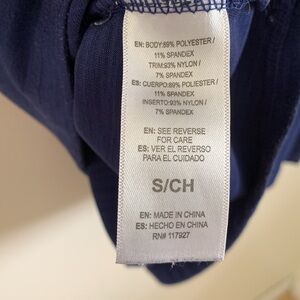 EN: BODY:89% POLYESTER /
11% SPANDEX
TRIM:93% NYLON /
7% SPANDEX
ES: CUERPO:89% POLIESTER /
11% SPANDEX
INSERTO:93% NYLON /
7% SPANDEX
EN: SEE REVERSE
FOR CARE
ES: VER EL REVERSO
PARA EL CUIDADO
S/CH
EN: MADE IN CHINA
ES: HECHO EN CHINA
RN# 117927